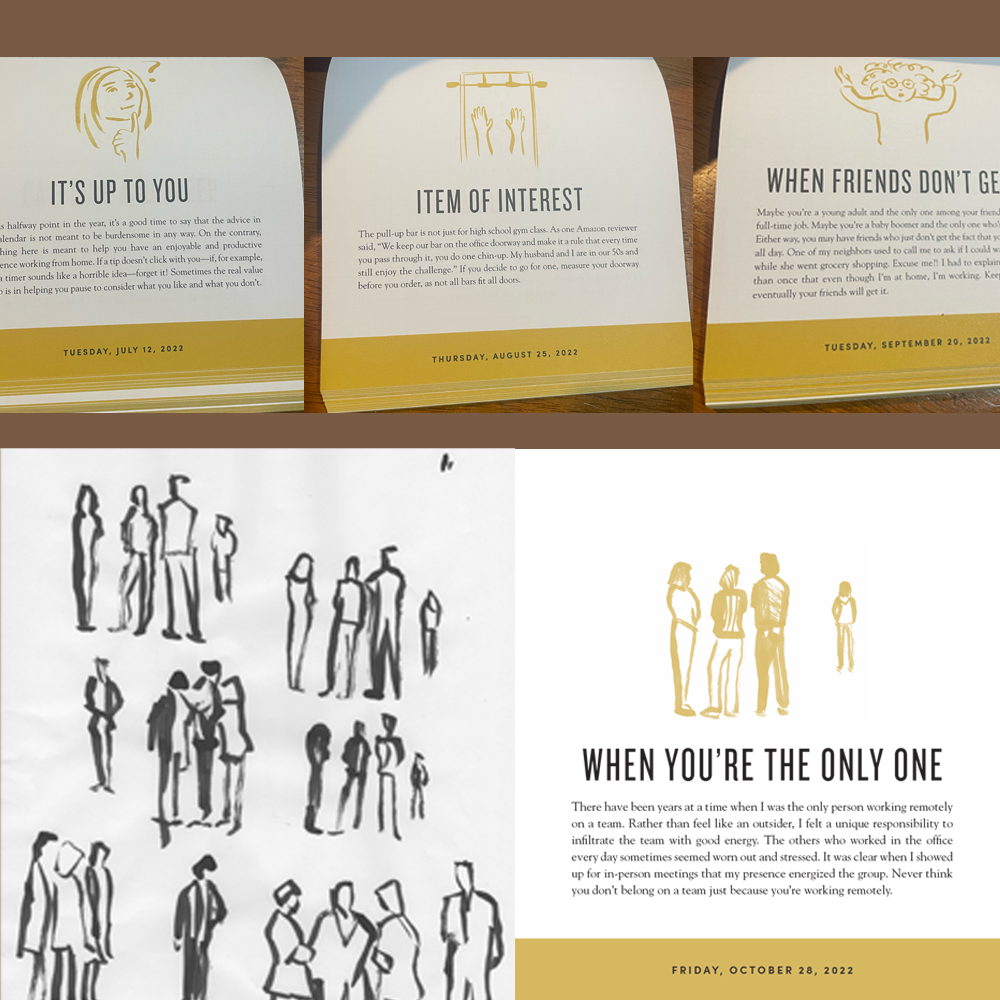 ?
IT'S UP TO YOU
s halfway point in the year, it's a good time to say that the advice in
alendar is not meant to be burdensome in any way. On the contrary,
thing here is meant to help you have an enjoyable and productive
ence working from home. If a tip doesn't click with you—if, for example,
a timer sounds like a horrible idea—forget it! Sometimes the real value
is in helping you pause to consider what you like and what you don't.
TUESDAY, JULY 12, 2022
ITEM OF INTEREST
The pull-up bar is not just for high school gym class. As one Amazon reviewer
said, "We keep our bar on the office doorway and make it a rule that every time
you pass through it, you do one chin-up. My husband and I are in our 50s and
still enjoy the challenge." If you decide to go for one, measure your doorway
before you order, as not all bars fit all doors.
THURSDAY, AUGUST 25, 2022
WHEN FRIENDS DON'T GE
Maybe you're a young adult and the only one among your friend
full-time job. Maybe you're a baby boomer and the only one who's
Either way, you may have friends who just don't get the fact that yo
all day. One of my neighbors used to call me to ask if I could wa
while she went grocery shopping. Excuse me?! I had to explain
than once that even though I'm at home, I'm working. Keep
eventually your friends will get it.
TUESDAY, SEPTEMBER 20, 2022
WHEN YOU'RE THE ONLY ONE
There have been years at a time when I was the only person working remotely
on a team. Rather than feel like an outsider, I felt a unique responsibility to
infiltrate the team with good energy. The others who worked in the office
every day sometimes seemed worn out and stressed. It was clear when I showed
up for in-person meetings that my presence energized the group. Never think
you don't belong on a team just because you're working remotely.
FRIDAY, OCTOBER 28, 2022